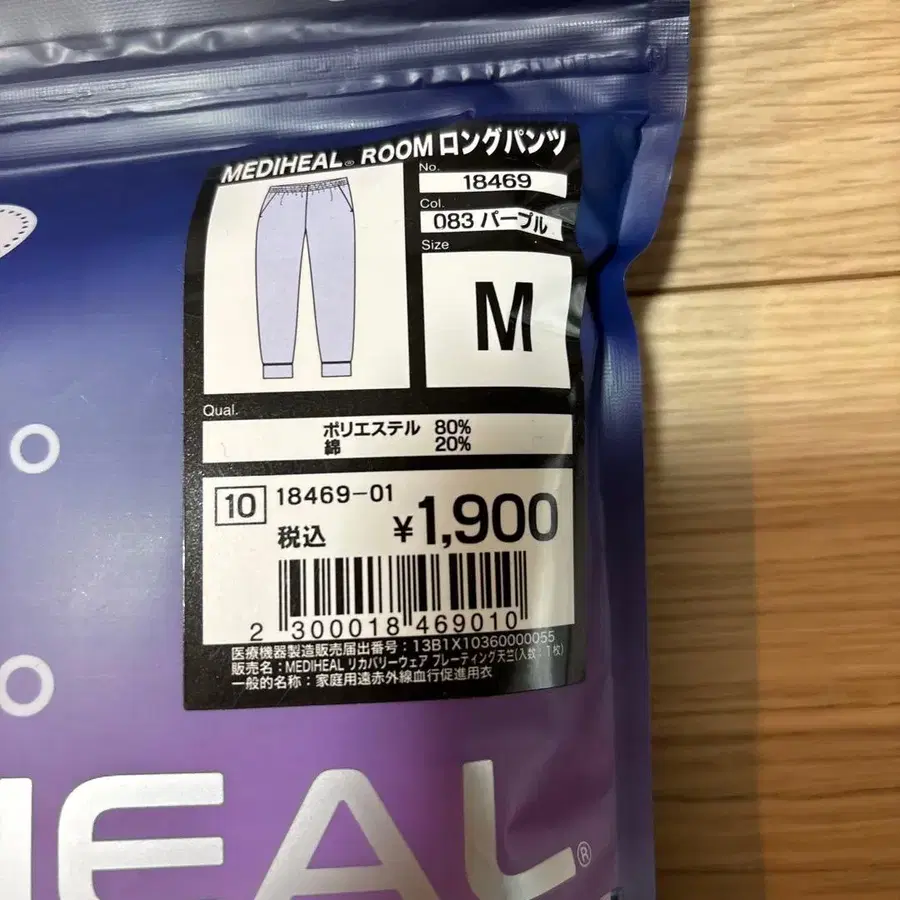 MEDIHEAL® ROOM ロングパンツ
No.
18469
Col.
083 パープル
Size
M
Qual.
ポリエステル 80%
綿 20%
10 18469-01
税込 ¥1,900
2 300018 469010
医療機器製造販売届出番号：13B1X10360000055
販売名：MEDIHEAL リカバリーウェア プレーティング天竺(入数：1枚)
一般的名称：家庭用遠赤外線血行促進用衣
HEAL®